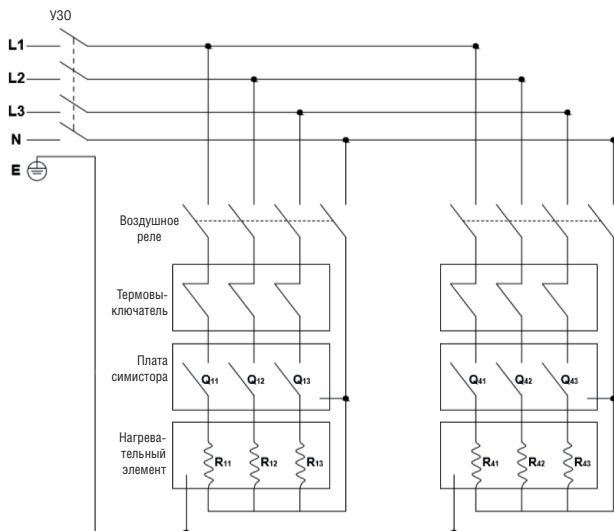 УЗО
L1
L2
L3
N
E
Воздушное
реле
Термовы-
ключатель
Плата
симистора
Q11 Q12 Q13
Q41 Q42 Q43
Нагрева-
тельный
элемент
R11 R12 R13
R41 R42 R43